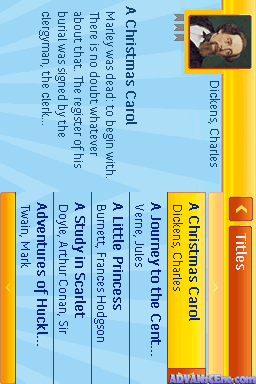 Dickens, Charles
A Christmas Carol
Marley was dead: to begin with.
There is no doubt whatever
about that. The register of his
burial was signed by the
clergyman, the clerk...
Titles
A Christmas Carol
Dickens, Charles
A Journey to the Cent...
Verne, Jules
A Little Princess
Burnett, Frances Hodgson
A Study in Scarlet
Doyle, Arthur Conan, Sir
Adventures of Huckl...
Twain, Mark
ADVANSCENE.com